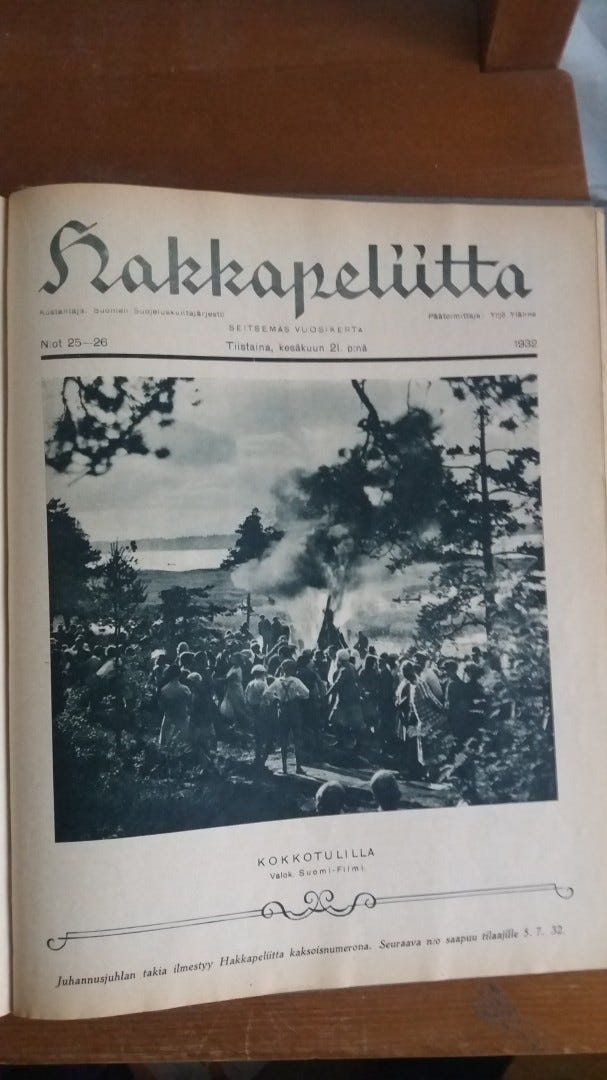 Hakkapeliitta
Kustantaja: Suomen Suojeluskuntajärjestö
Päätoimittaja: Yrjö Ylänne
SEITSEMÄS VUOSIKERTA
N:ot 25—26
Tiistaina, kesäkuun 21. p:nä
1932
KOKKOTULILLA
Valok. Suomi-Filmi
Juhannusjuhlan takia ilmestyy Hakkapeliitta kaksoisnumerona. Seuraava n:o saapuu tilaajille 5. 7. 32.